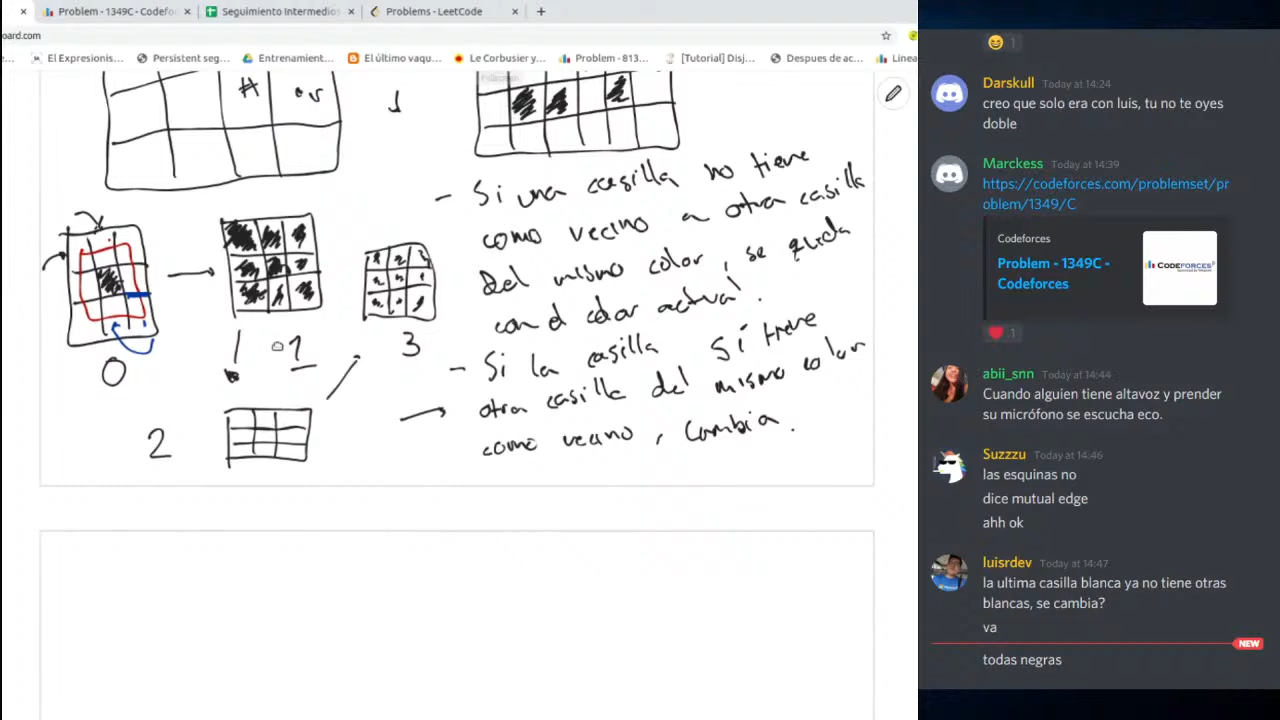 Problem - 1349C - Codefo
Seguimiento Intermedios
Problems - LeetCode
oard.com
El Expresionis...
Persistent seg...
Entrenamient...
El último vaqu...
Le Corbusier y...
Problem - 813...
[Tutorial] Disj...
Despues de ac...
Linea
- Si una casilla no tiene
como vecino a otra casilla
del mismo color, se queda
con el color actual.
- Si la casilla sí tiene
otra casilla del mismo color
como vecino, cambia.
0
1
1
3
2
1
Darskull Today at 14:24
creo que solo era con luis, tu no te oyes
doble
Marckess Today at 14:39
https://codeforces.com/problemset/pr
oblem/1349/C
Codeforces
Problem - 1349C -
Codeforces
CODEFORCES
1
abii_snn Today at 14:44
Cuando alguien tiene altavoz y prender
su micrófono se escucha eco.
Suzzzu Today at 14:46
las esquinas no
dice mutual edge
ahh ok
luisrdev Today at 14:47
la ultima casilla blanca ya no tiene otras
blancas, se cambia?
va
NEW
todas negras